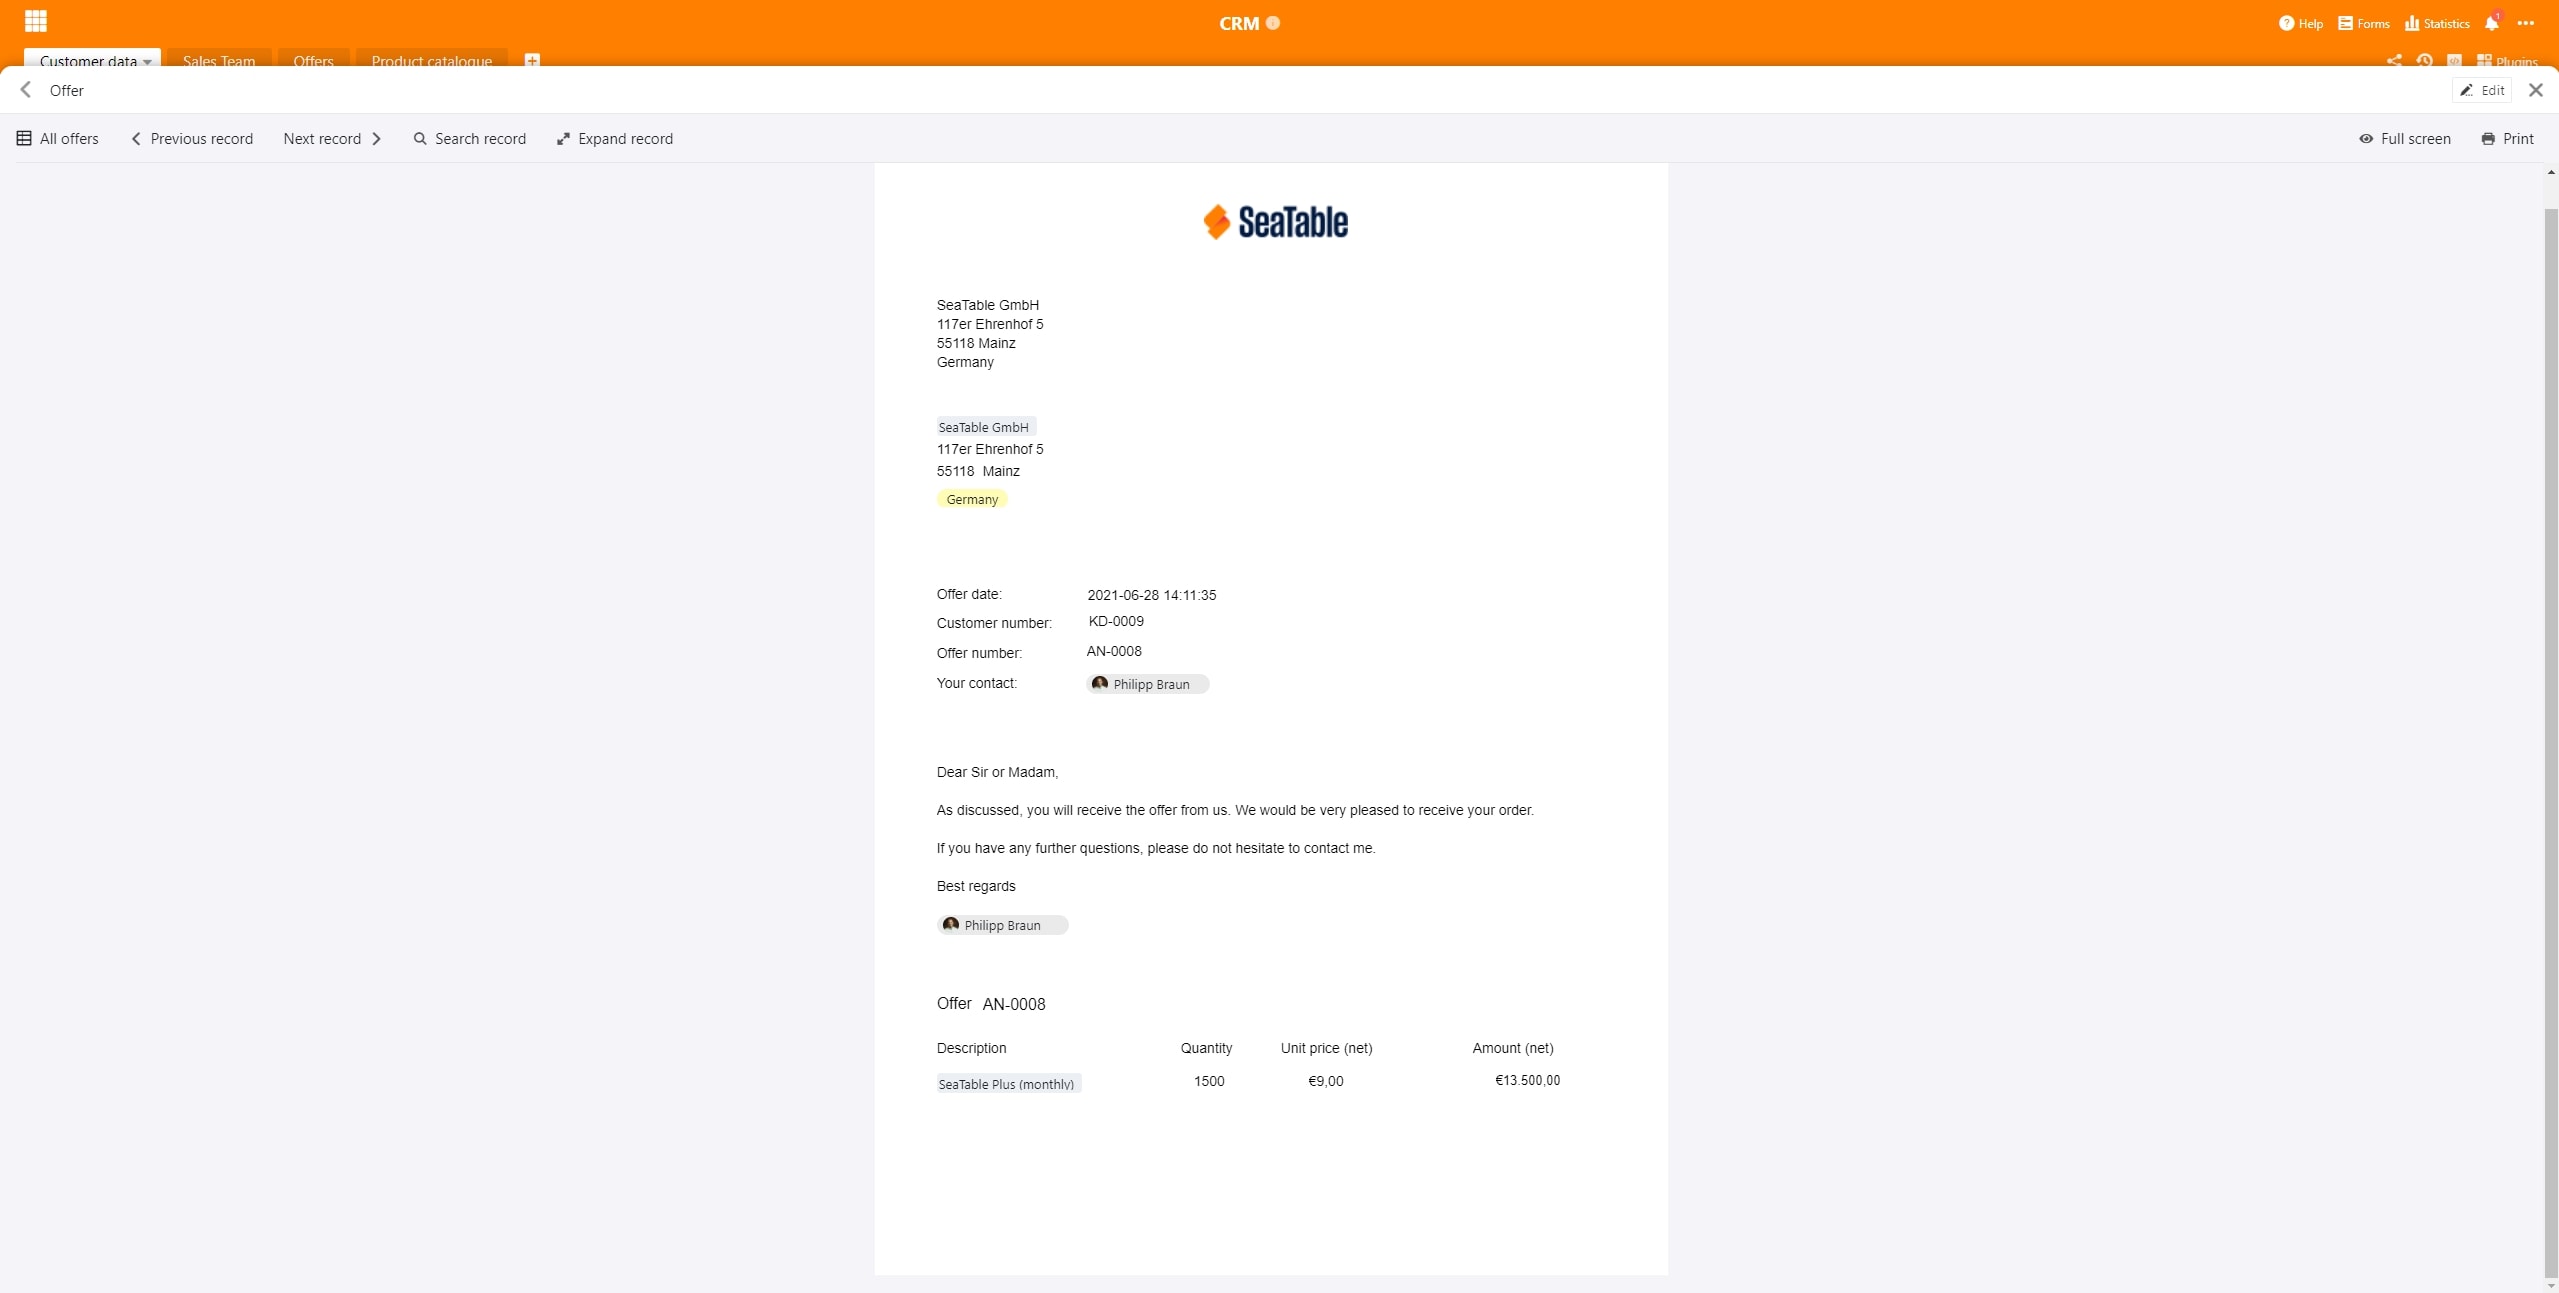 CRM
Help Forms Statistics 1
Customer data Sales Team Offers Product catalogue
Plugins
Offer Edit
All offers Previous record Next record Search record Expand record Full screen Print
SeaTable
SeaTable GmbH
117er Ehrenhof 5
55118 Mainz
Germany
SeaTable GmbH
117er Ehrenhof 5
55118 Mainz
Germany
Offer date: 2021-06-28 14:11:35
Customer number: KD-0009
Offer number: AN-0008
Your contact: Philipp Braun
Dear Sir or Madam,
As discussed, you will receive the offer from us. We would be very pleased to receive your order.
If you have any further questions, please do not hesitate to contact me.
Best regards
Philipp Braun
Offer AN-0008
Description Quantity Unit price (net) Amount (net)
SeaTable Plus (monthly) 1500 €9,00 €13.500,00